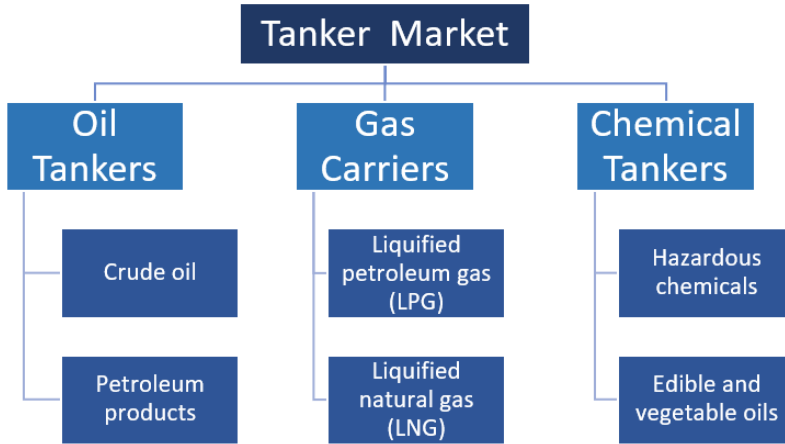 Tanker Market
Oil
Tankers
Gas
Carriers
Chemical
Tankers
Crude oil
Petroleum
products
Liquified
petroleum gas
(LPG)
Liquified
natural gas
(LNG)
Hazardous
chemicals
Edible and
vegetable oils